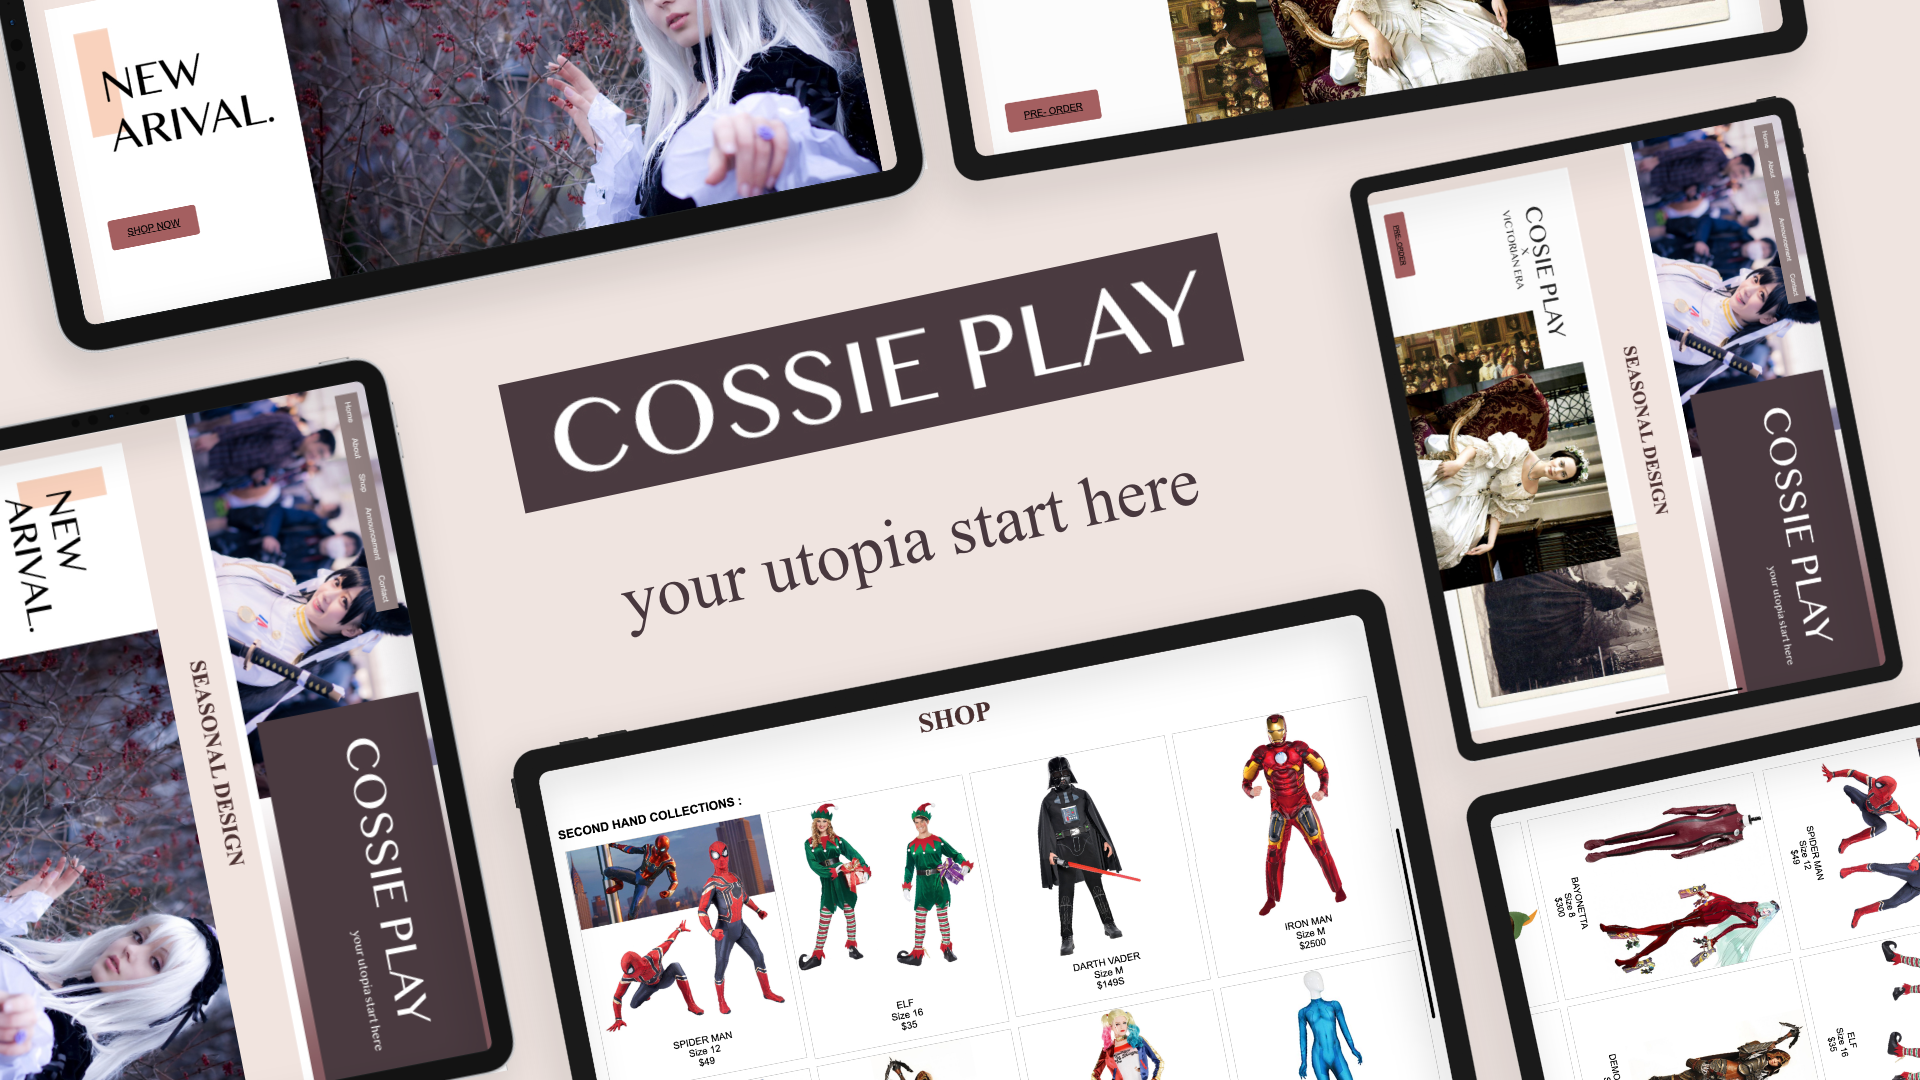 NEW
ARIVAL.
SHOP NOW
PRE- ORDER
COSSIE PLAY
your utopia start here
Home
About
Shop
Announcement
Contact
COSSIE PLAY
your utopia start here
SEASONAL DESIGN
COSIE PLAY
X
VICTORIAN ERA
PRE- ORDER
Home
About
Shop
Announcement
Contact
COSSIE PLAY
your utopia start here
SEASONAL DESIGN
NEW
ARIVAL.
SHOP
SECOND HAND COLLECTIONS :
SPIDER MAN
Size 12
$49
ELF
Size 16
$35
DARTH VADER
Size M
$149S
IRON MAN
Size M
$2500
SPIDER MAN
Size 12
$49
BAYONETTA
Size 8
$300
ELF
Size 16
$35